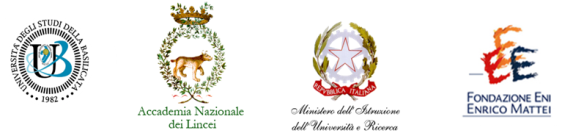 UNIVERSITÀ DEGLI STUDI DELLA BASILICATA
UB
• 1982 •
Accademia Nazionale
dei Lincei
REPVBBLICA ITALIANA
Ministero dell'Istruzione
dell'Università e Ricerca
FONDAZIONE ENI
ENRICO MATTEI